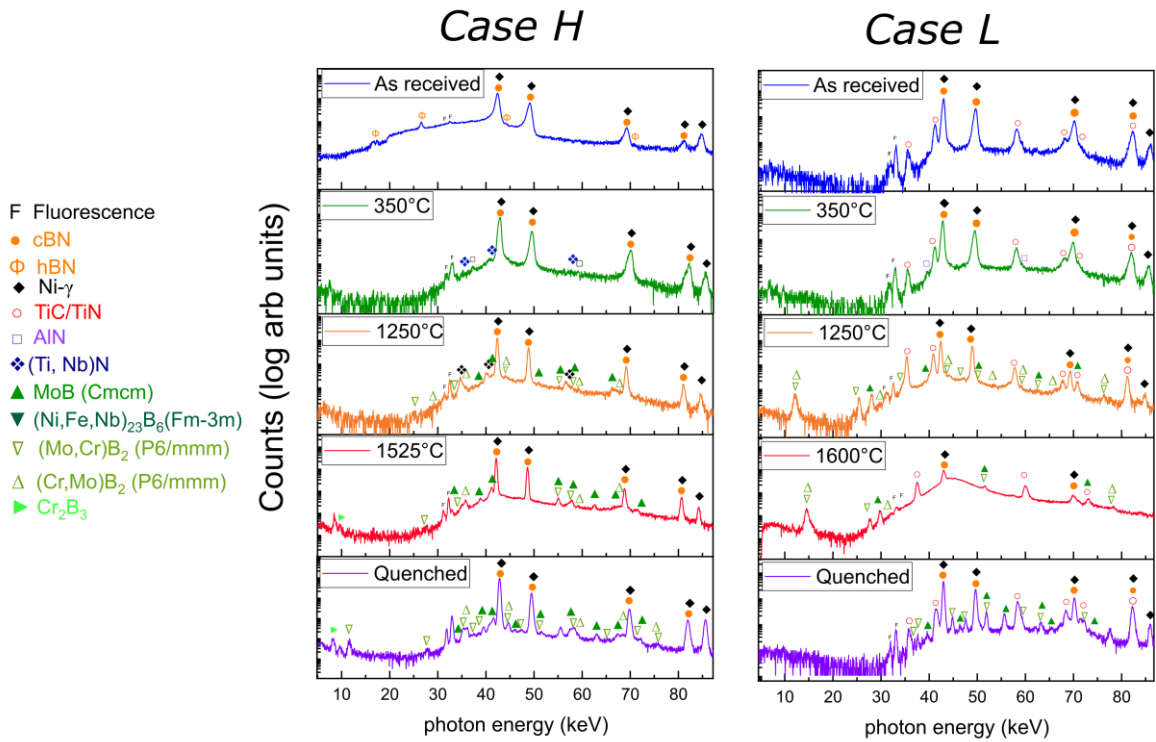 Case H
Case L
F Fluorescence
cBN
hBN
Ni-γ
TiC/TiN
AlN
(Ti, Nb)N
MoB (Cmcm)
(Ni,Fe,Nb)₂₃B₆(Fm-3m)
(Mo,Cr)B₂ (P6/mmm)
(Cr,Mo)B₂ (P6/mmm)
Cr₂B₃
Counts (log arb units)
As received
F F
350°C
F F
1250°C
F F
1525°C
F F
Quenched
F F
10 20 30 40 50 60 70 80
photon energy (keV)
As received
F F
350°C
F F
1250°C
F F
1600°C
F F
Quenched
F F
10 20 30 40 50 60 70 80
photon energy (keV)